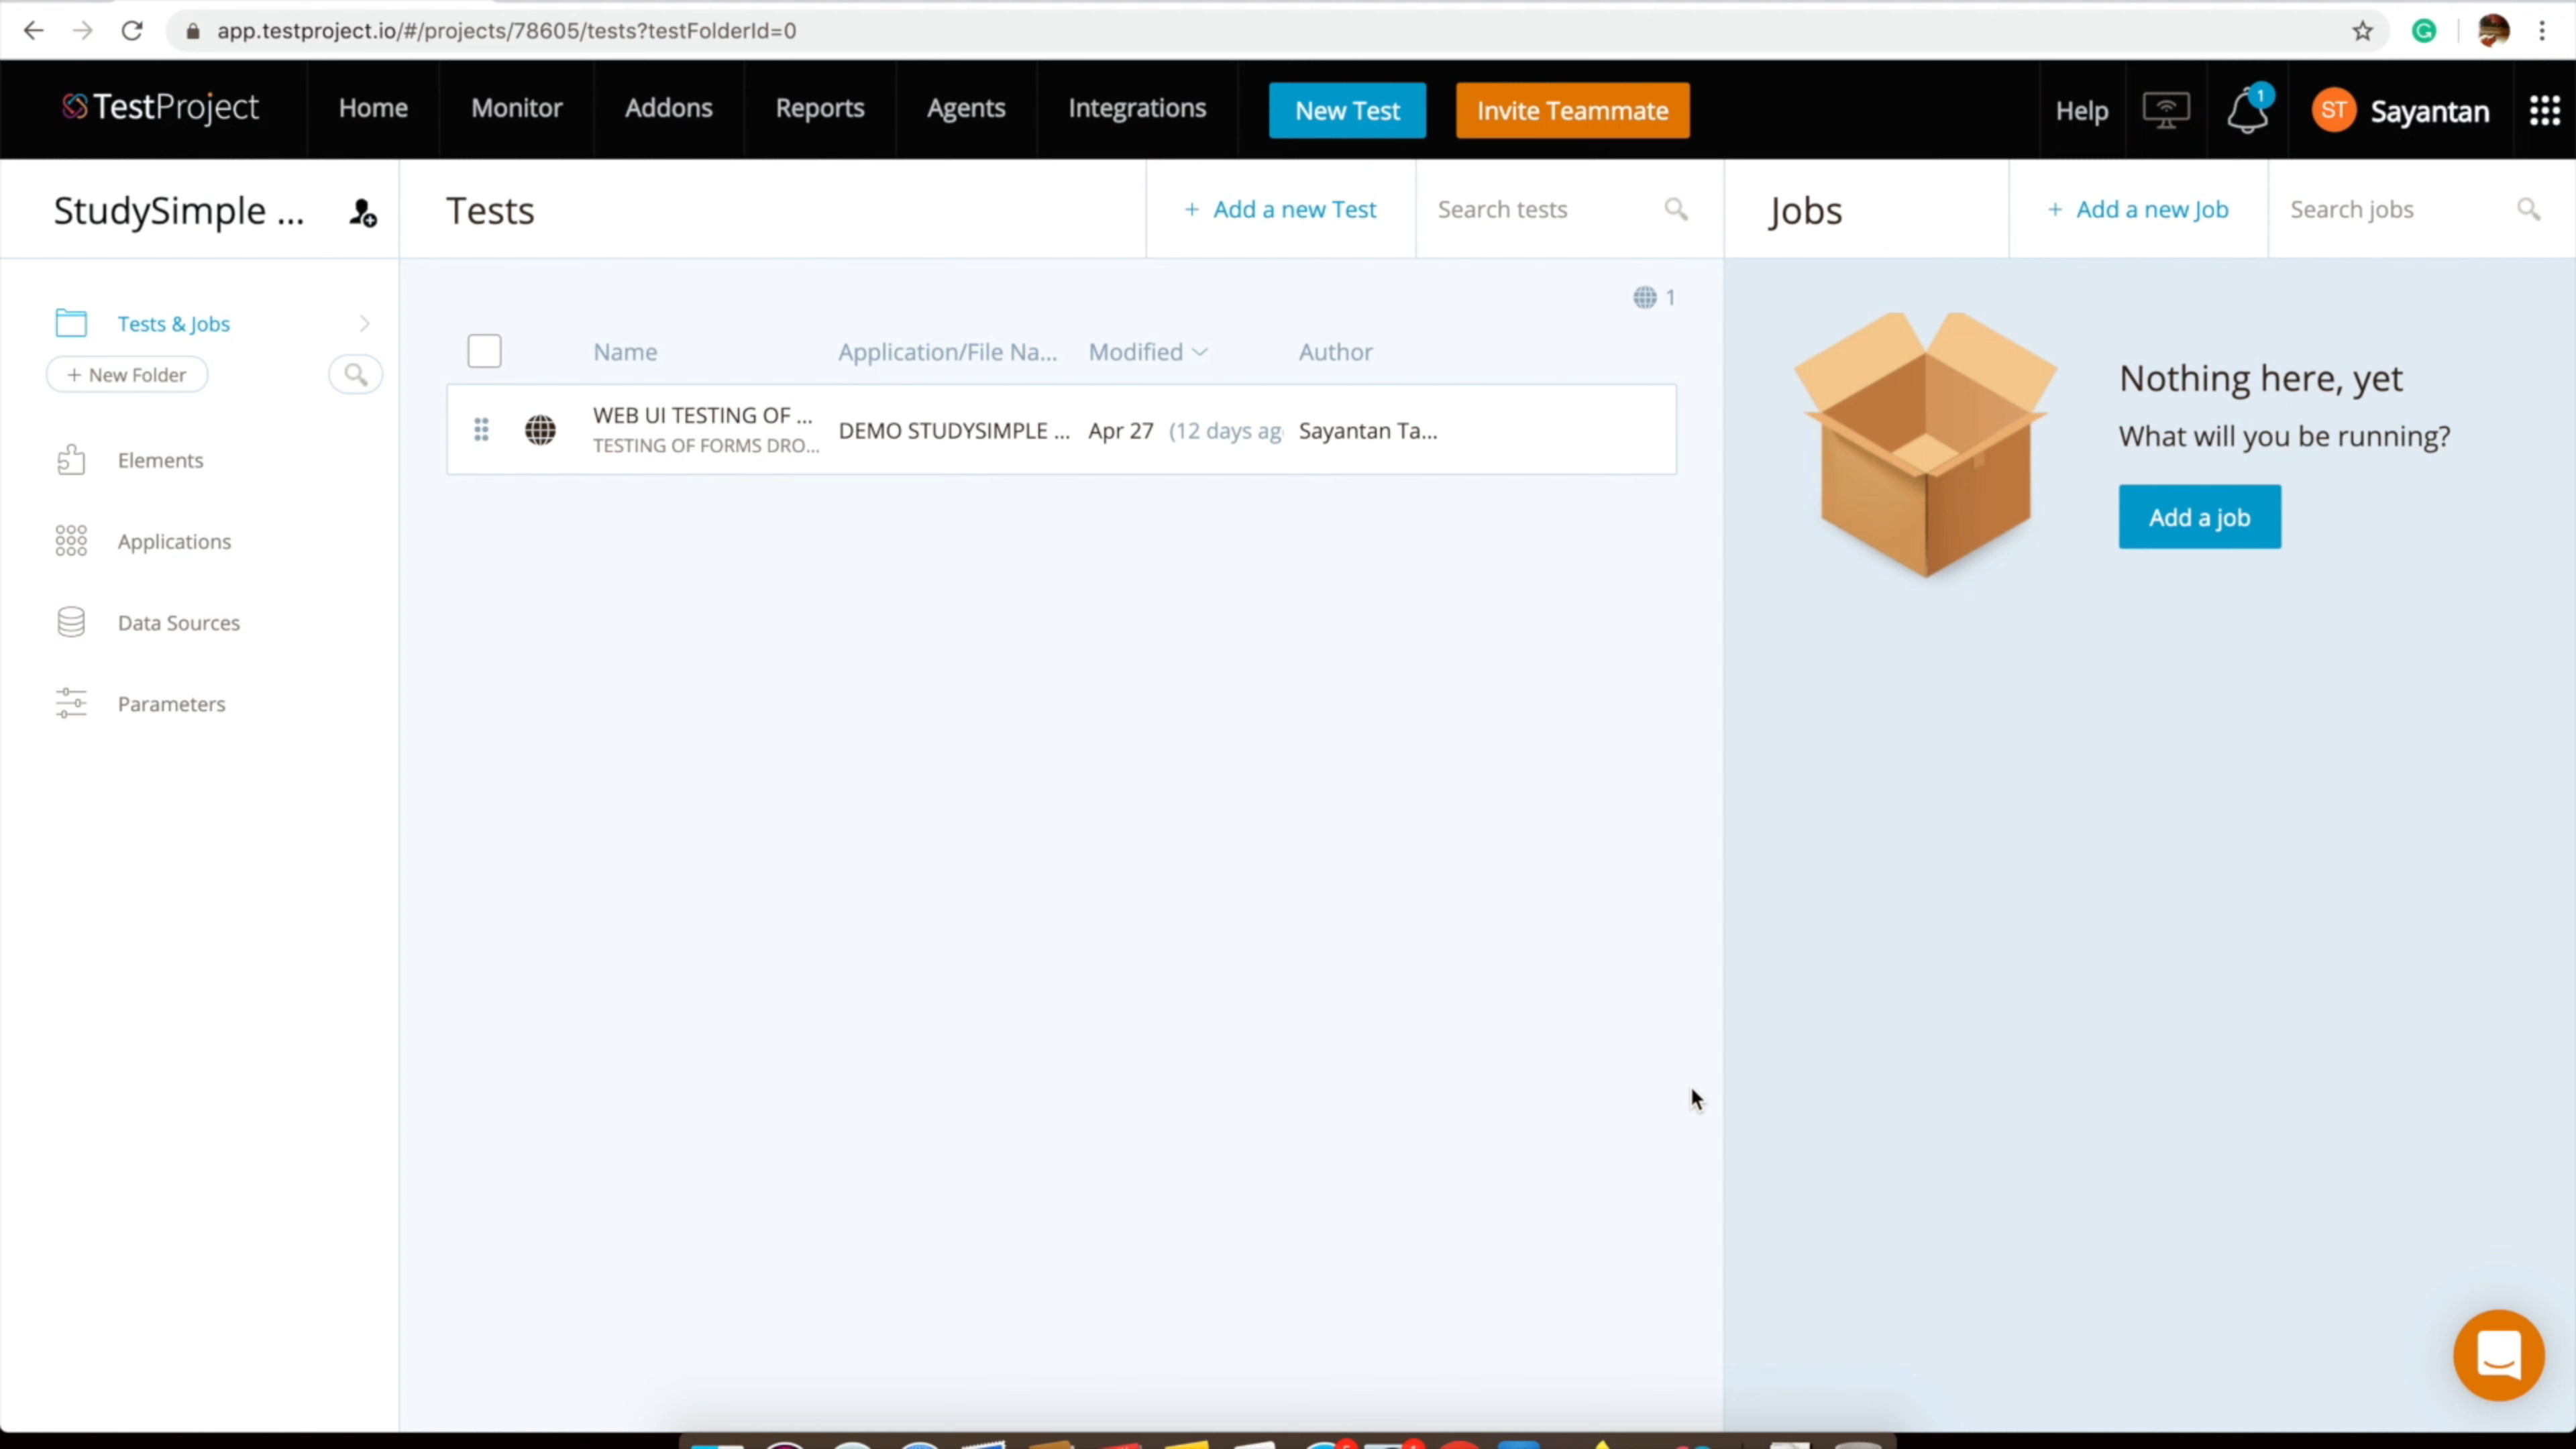 app.testproject.io/#/projects/78605/tests?testFolderId=0
TestProject Home Monitor Addons Reports Agents Integrations New Test Invite Teammate Help 1 ST Sayantan
StudySimple ... Tests + Add a new Test Search tests Jobs + Add a new Job Search jobs
Tests & Jobs
+ New Folder
Elements
Applications
Data Sources
Parameters
1
Name Application/File Na... Modified Author
WEB UI TESTING OF ... DEMO STUDYSIMPLE ... Apr 27 (12 days ag Sayantan Ta...
TESTING OF FORMS DRO...
Nothing here, yet
What will you be running?
Add a job